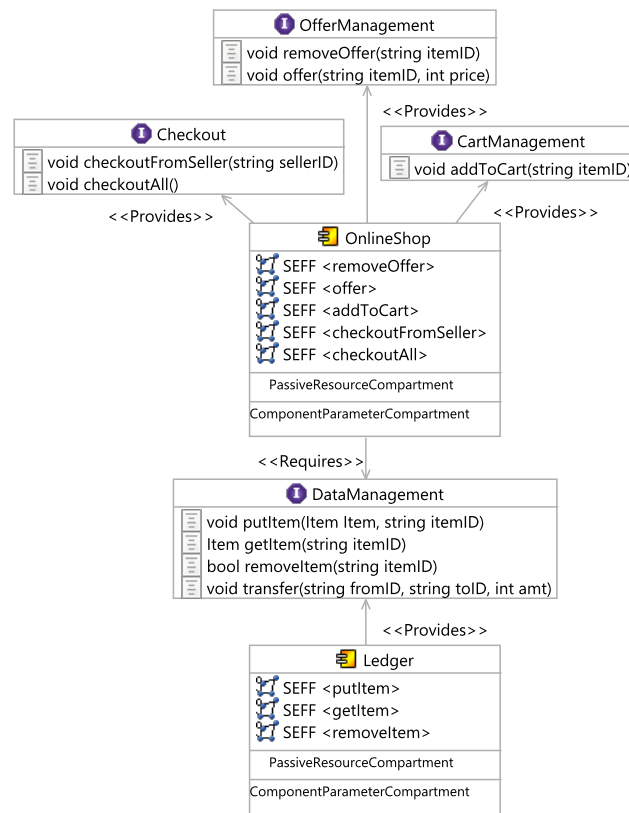 OfferManagement
void removeOffer(string itemID)
void offer(string itemID, int price)
<<Provides>>
Checkout
void checkoutFromSeller(string sellerID)
void checkoutAll()
CartManagement
void addToCart(string itemID)
<<Provides>>
<<Provides>>
OnlineShop
SEFF <removeOffer>
SEFF <offer>
SEFF <addToCart>
SEFF <checkoutFromSeller>
SEFF <checkoutAll>
PassiveResourceCompartment
ComponentParameterCompartment
<<Requires>>
DataManagement
void putItem(Item Item, string itemID)
Item getItem(string itemID)
bool removeItem(string itemID)
void transfer(string fromID, string toID, int amt)
<<Provides>>
Ledger
SEFF <putItem>
SEFF <getItem>
SEFF <removeItem>
PassiveResourceCompartment
ComponentParameterCompartment